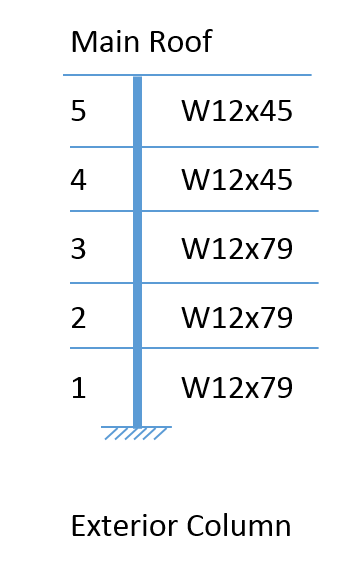 Main Roof
5 W12x45
4 W12x45
3 W12x79
2 W12x79
1 W12x79
Exterior Column